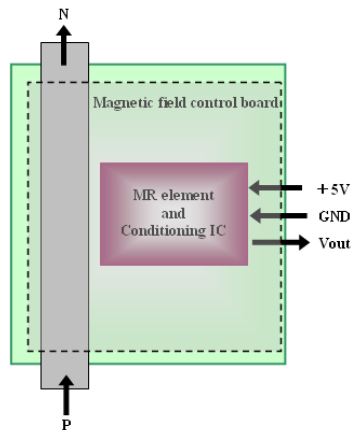 N
Magnetic field control board
MR element
and
Conditioning IC
+5V
GND
Vout
P